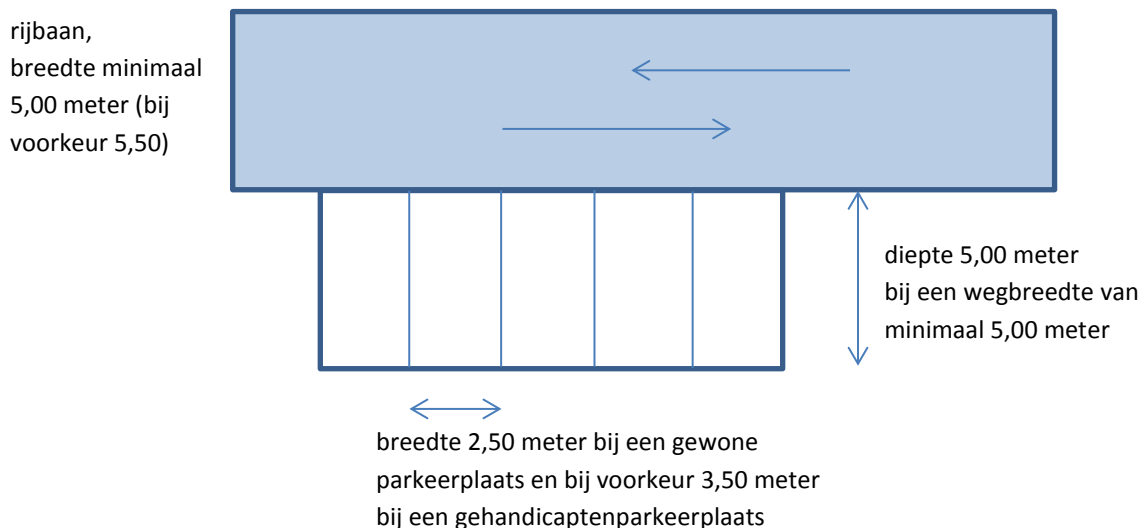 rijbaan,
breedte minimaal
5,00 meter (bij
voorkeur 5,50)
diepte 5,00 meter
bij een wegbreedte van
minimaal 5,00 meter
breedte 2,50 meter bij een gewone
parkeerplaats en bij voorkeur 3,50 meter
bij een gehandicaptenparkeerplaats